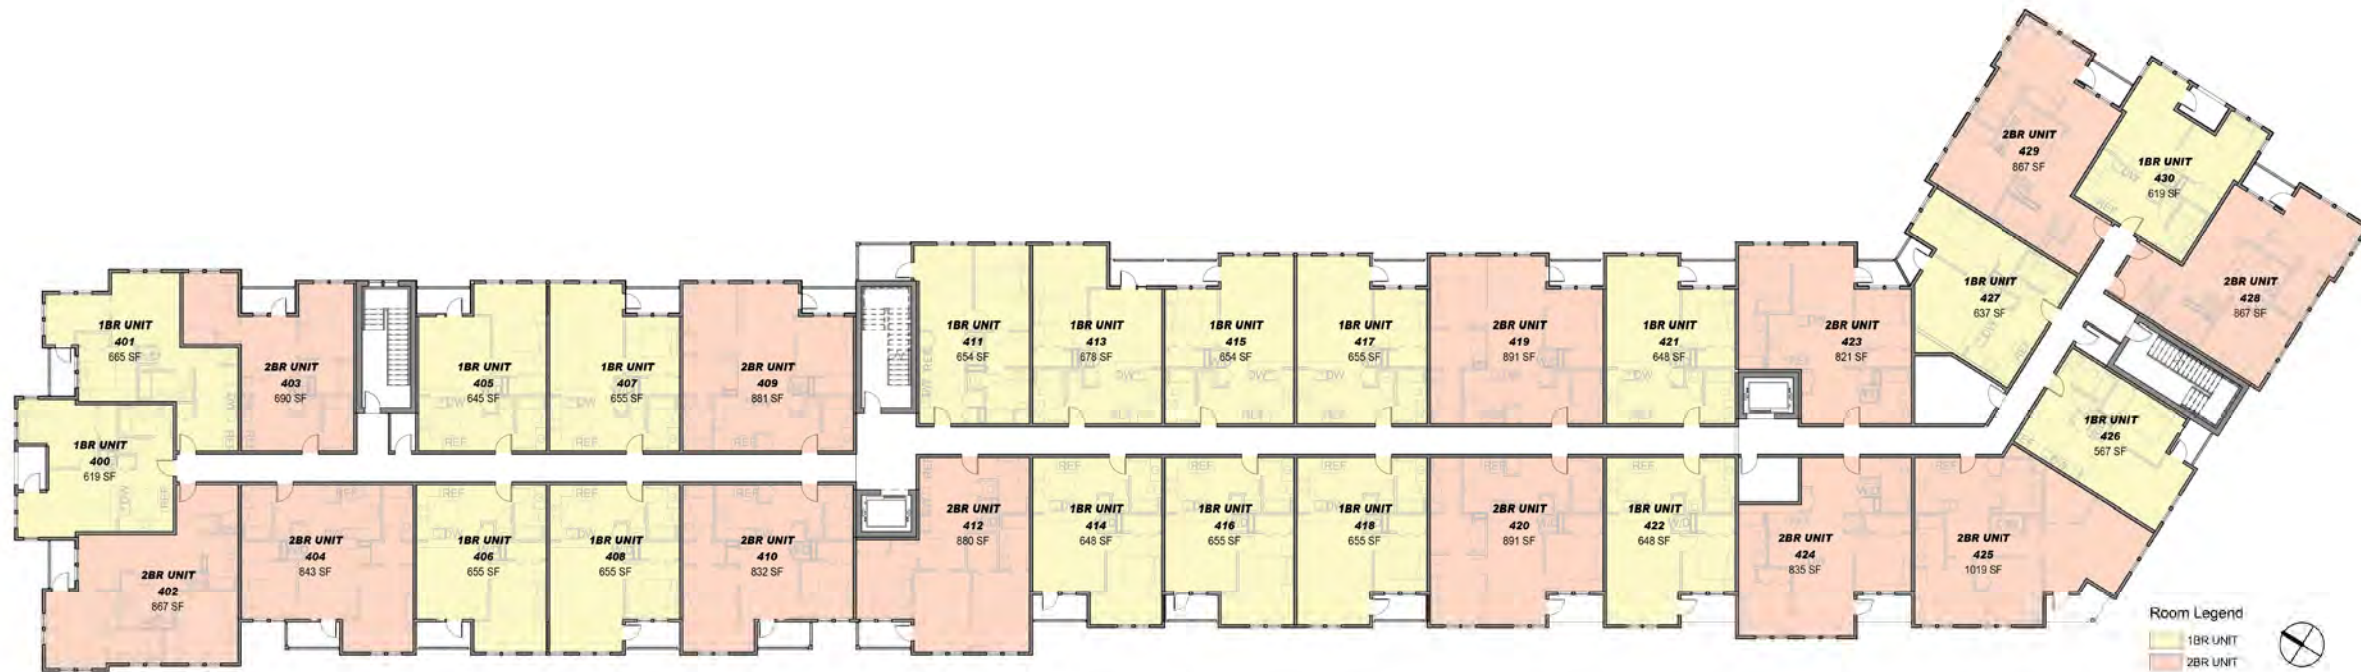 2BR UNIT
429
867 SF
1BR UNIT
430
619 SF
2BR UNIT
428
867 SF
1BR UNIT
427
637 SF
1BR UNIT
426
567 SF
1BR UNIT
401
665 SF
2BR UNIT
403
690 SF
1BR UNIT
405
645 SF
1BR UNIT
407
655 SF
2BR UNIT
409
881 SF
1BR UNIT
411
654 SF
1BR UNIT
413
678 SF
1BR UNIT
415
654 SF
1BR UNIT
417
655 SF
2BR UNIT
419
891 SF
1BR UNIT
421
648 SF
2BR UNIT
423
821 SF
1BR UNIT
400
619 SF
2BR UNIT
402
867 SF
2BR UNIT
404
843 SF
1BR UNIT
406
655 SF
1BR UNIT
408
655 SF
2BR UNIT
410
832 SF
2BR UNIT
412
880 SF
1BR UNIT
414
648 SF
1BR UNIT
416
655 SF
1BR UNIT
418
655 SF
2BR UNIT
420
891 SF
1BR UNIT
422
648 SF
2BR UNIT
424
835 SF
2BR UNIT
425
1019 SF
Room Legend
1BR UNIT
2BR UNIT